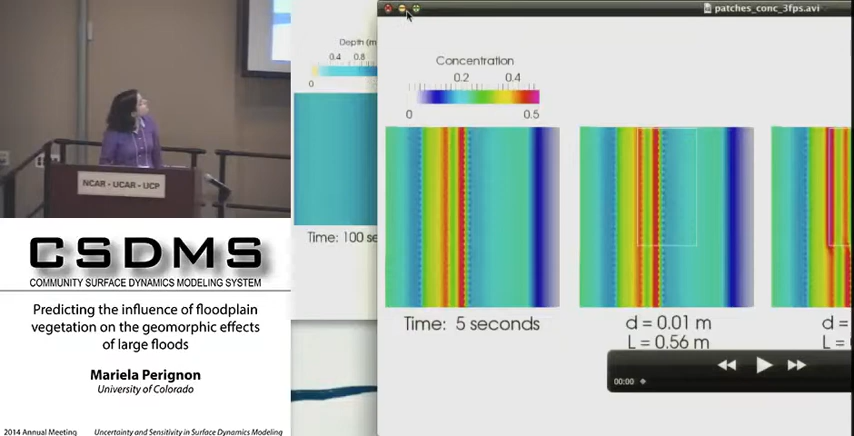 NCAR - UCAR - UCP
CSDMS
COMMUNITY SURFACE DYNAMICS MODELING SYSTEM
Predicting the influence of floodplain
vegetation on the geomorphic effects
of large floods
Mariela Perignon
University of Colorado
2014 Annual Meeting
Uncertainty and Sensitivity in Surface Dynamics Modeling
Depth (m
0.4 0.8
0
Time: 100 se
patches_conc_3fps.avi
Concentration
0.2 0.4
0 0.5
Time: 5 seconds
d = 0.01 m
L = 0.56 m
d =
L =
00:00